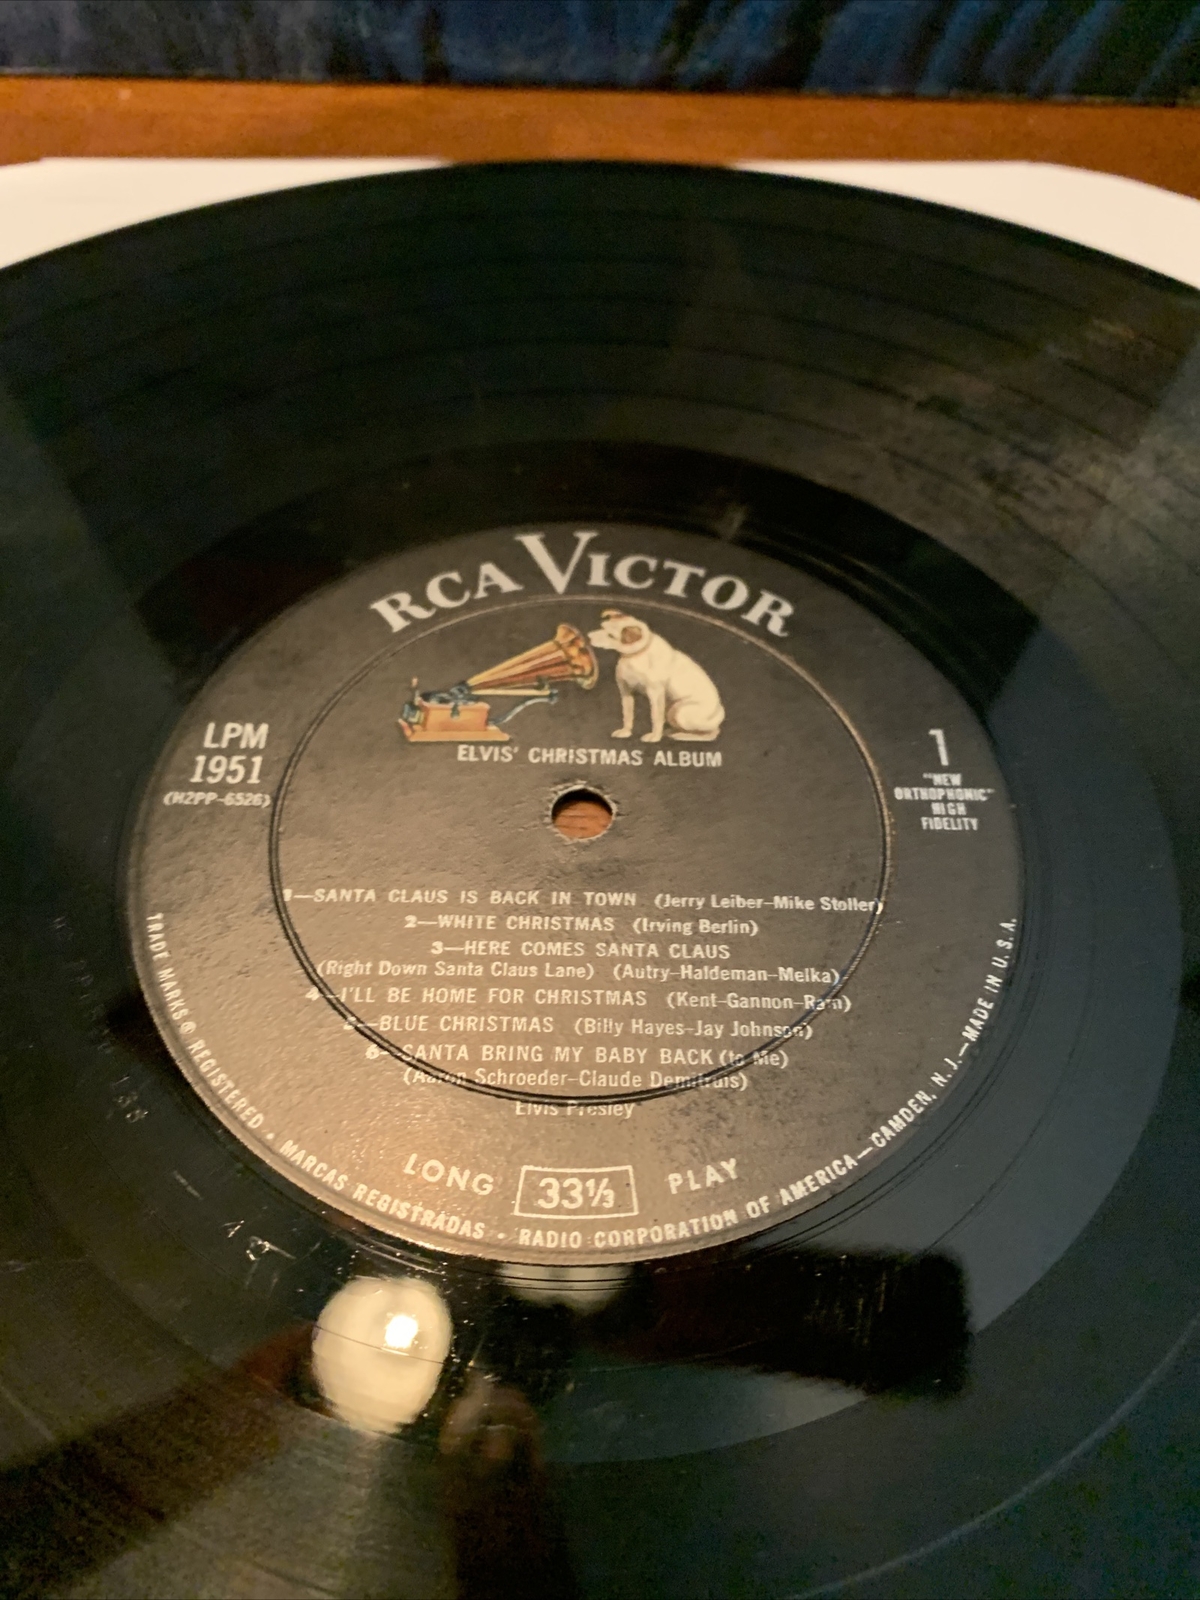 RCA VICTOR
ELVIS' CHRISTMAS ALBUM
LPM
1951
(H2PP-6526)
1
"NEW
ORTHOPHONIC"
HIGH
FIDELITY
1—SANTA CLAUS IS BACK IN TOWN (Jerry Leiber-Mike Stoller)
2—WHITE CHRISTMAS (Irving Berlin)
3—HERE COMES SANTA CLAUS
(Right Down Santa Claus Lane) (Autry-Haldeman-Melka)
4—I'LL BE HOME FOR CHRISTMAS (Kent-Gannon-Ram)
5—BLUE CHRISTMAS (Billy Hayes-Jay Johnson)
6—SANTA BRING MY BABY BACK (to Me)
(Aaron Schroeder-Claude Demetruis)
Elvis Presley
LONG 33⅓ PLAY
TRADE MARKS ® REGISTERED • MARCAS REGISTRADAS • RADIO CORPORATION OF AMERICA—CAMDEN, N.J.—MADE IN U.S.A.